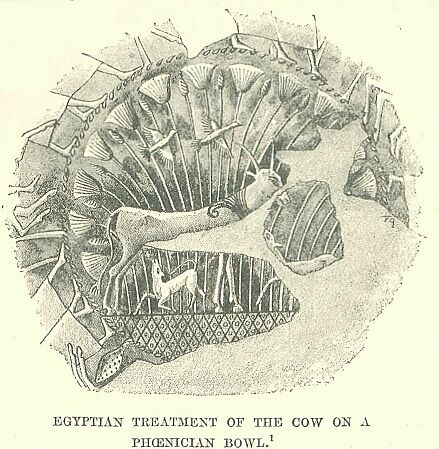 EGYPTIAN TREATMENT OF THE COW ON A
PHŒNICIAN BOWL.¹